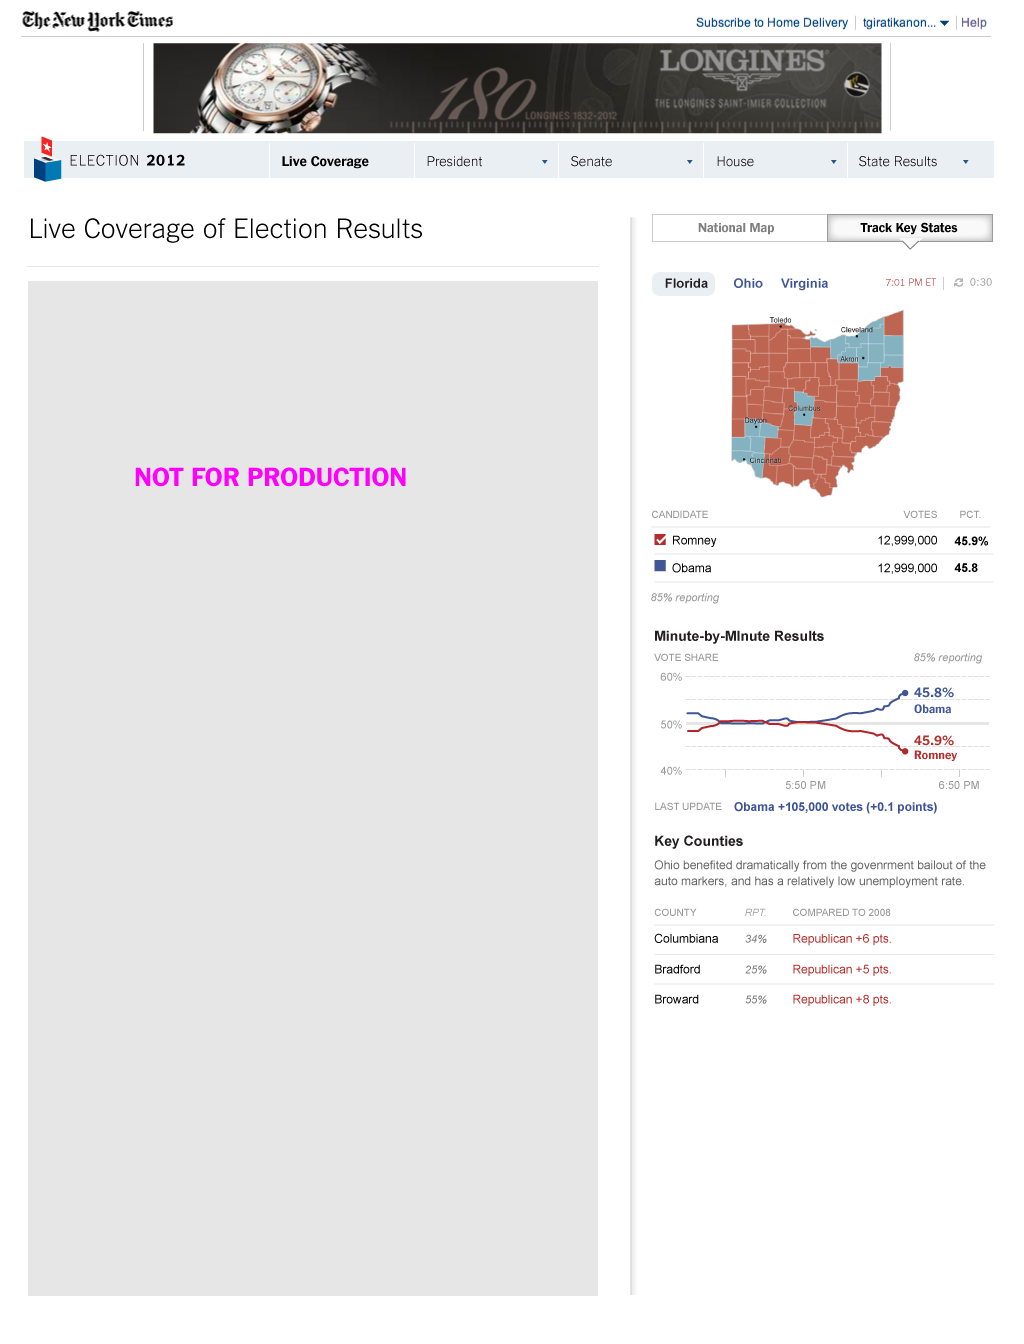 The New York Times
Subscribe to Home Delivery
tgiratikanon...
Help
LONGINES
180
LONGINES 1832-2012
THE LONGINES SAINT-IMIER COLLECTION
ELECTION 2012
Live Coverage
President
Senate
House
State Results
Live Coverage of Election Results
National Map
Track Key States
Florida
Ohio
Virginia
7:01 PM ET
0:30
Toledo
Cleveland
Akron
Columbus
Dayton
Cincinnati
NOT FOR PRODUCTION
CANDIDATE VOTES PCT.
Romney 12,999,000 45.9%
Obama 12,999,000 45.8
85% reporting
Minute-by-MInute Results
VOTE SHARE 85% reporting
60%
45.8%
Obama
50%
45.9%
Romney
40%
5:50 PM 6:50 PM
LAST UPDATE Obama +105,000 votes (+0.1 points)
Key Counties
Ohio benefited dramatically from the govenrment bailout of the
auto markers, and has a relatively low unemployment rate.
COUNTY RPT. COMPARED TO 2008
Columbiana 34% Republican +6 pts.
Bradford 25% Republican +5 pts.
Broward 55% Republican +8 pts.